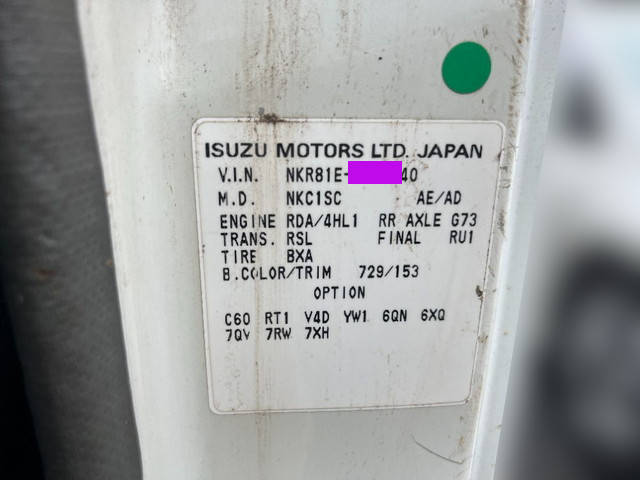 ISUZU MOTORS LTD. JAPAN
V.I.N. NKR81E- 40
M.D. NKC1SC - AE/AD
ENGINE RDA/4HL1 RR AXLE G73
TRANS. RSL FINAL RU1
TIRE BXA
B.COLOR/TRIM 729/153
OPTION
C60 RT1 V4D YW1 6QN 6XQ
7QV 7RW 7XH